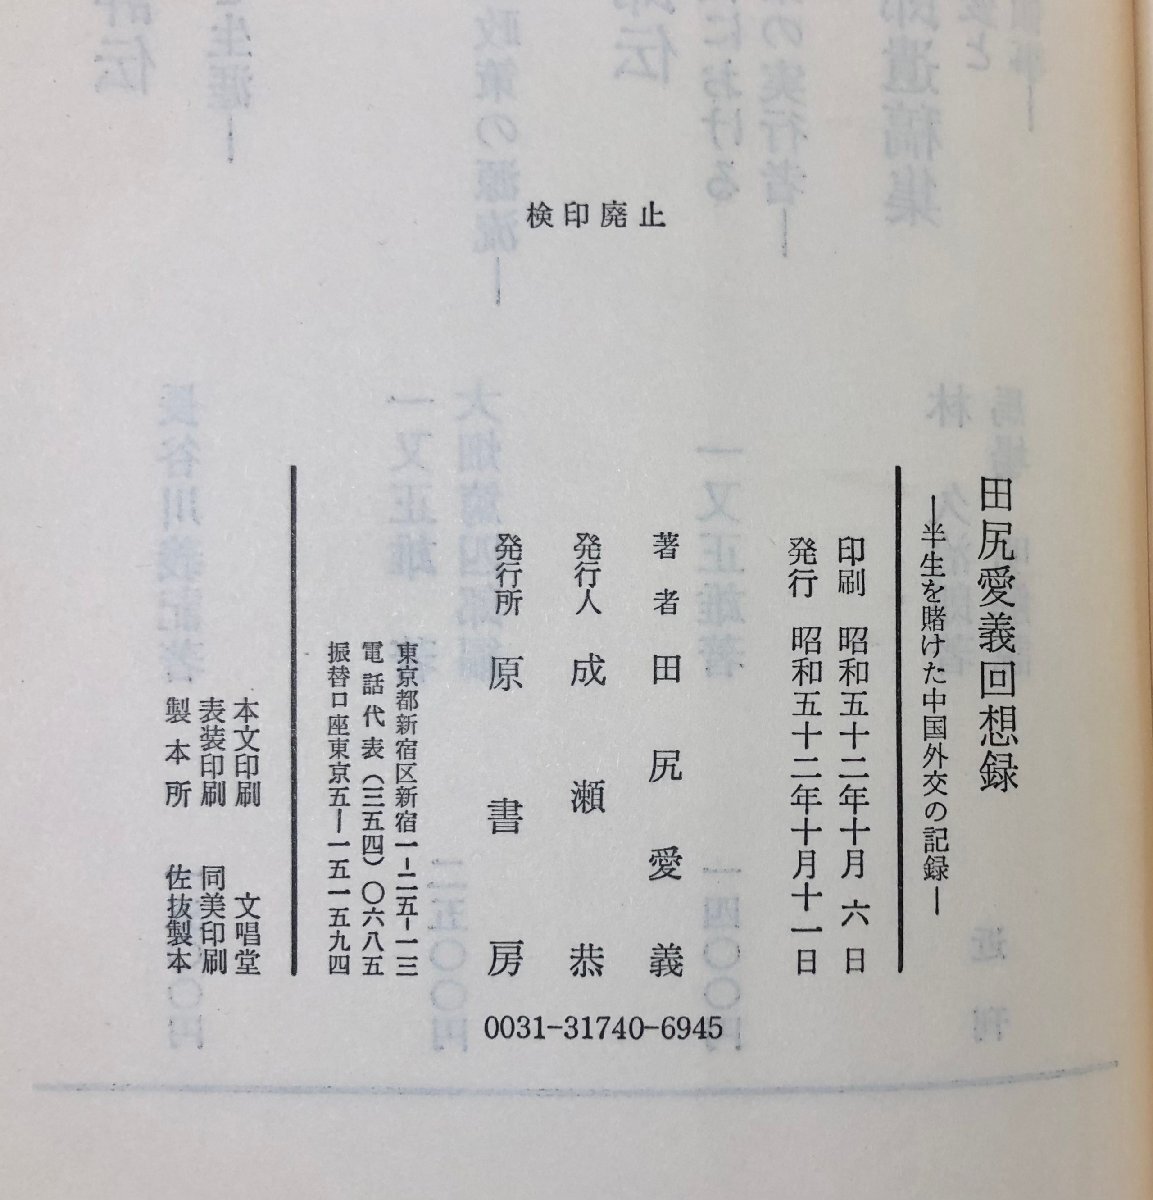 検印廃止
田尻愛義回想録
―半生を賭けた中国外交の記録―
印刷 昭和五十二年十月 六 日
発行 昭和五十二年十月十一日
著者 田尻愛義
発行人 成瀬恭
発行所 原書房
東京都新宿区新宿一-二五-一三
電話代表(三五四)〇六八五
振替口座東京五―一五一五九四
本文印刷 文唱堂
表装印刷 同美印刷
製本所 佐抜製本
0031-31740-6945